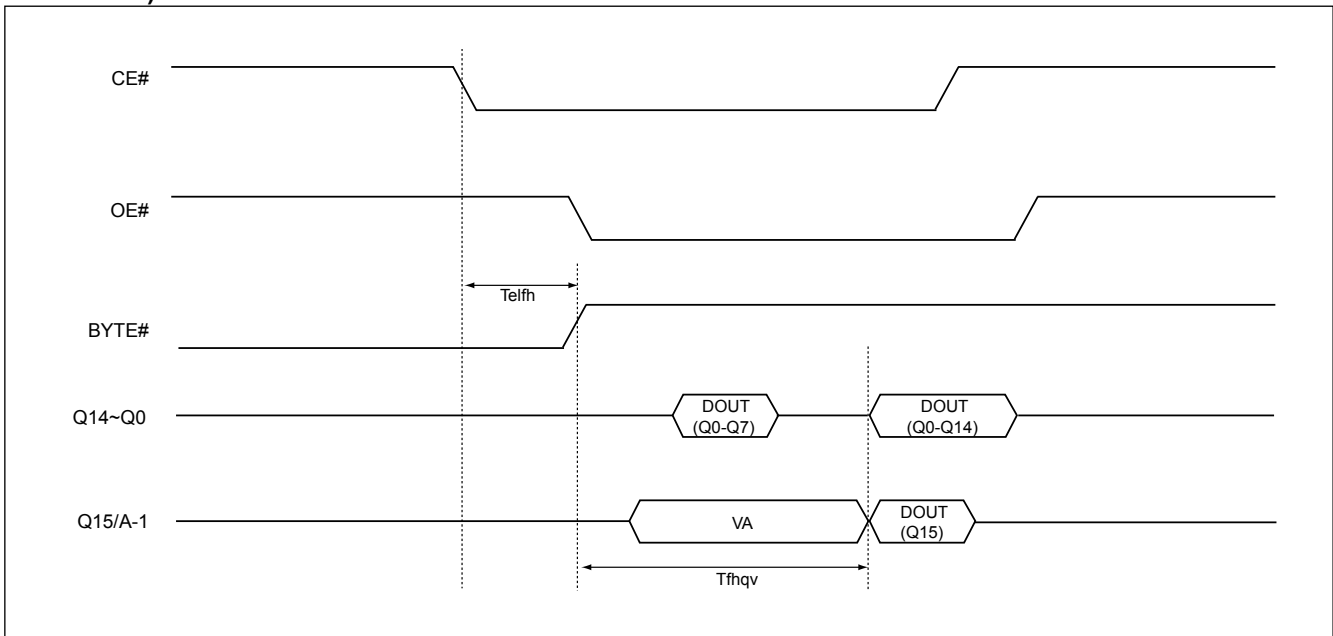 CE#
OE#
Telfh
BYTE#
Q14~Q0
DOUT
(Q0-Q7)
DOUT
(Q0-Q14)
Q15/A-1
VA
DOUT
(Q15)
Tfhqv